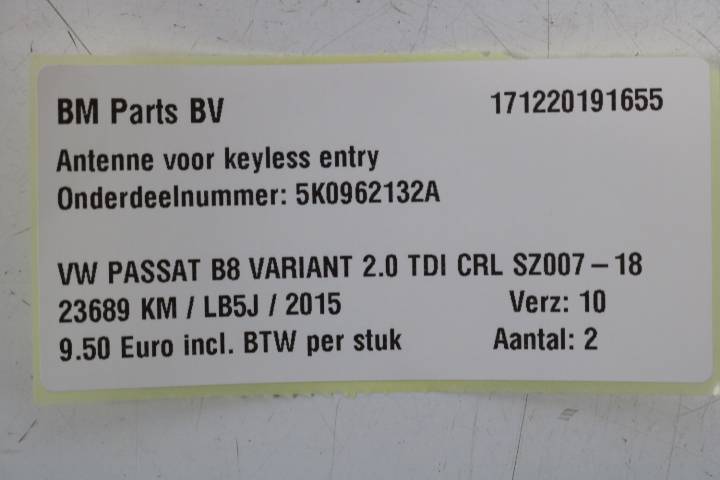 BM Parts BV 171220191655
Antenne voor keyless entry
Onderdeelnummer: 5K0962132A
VW PASSAT B8 VARIANT 2.0 TDI CRL SZ007 – 18
23689 KM / LB5J / 2015 Verz: 10
9.50 Euro incl. BTW per stuk Aantal: 2